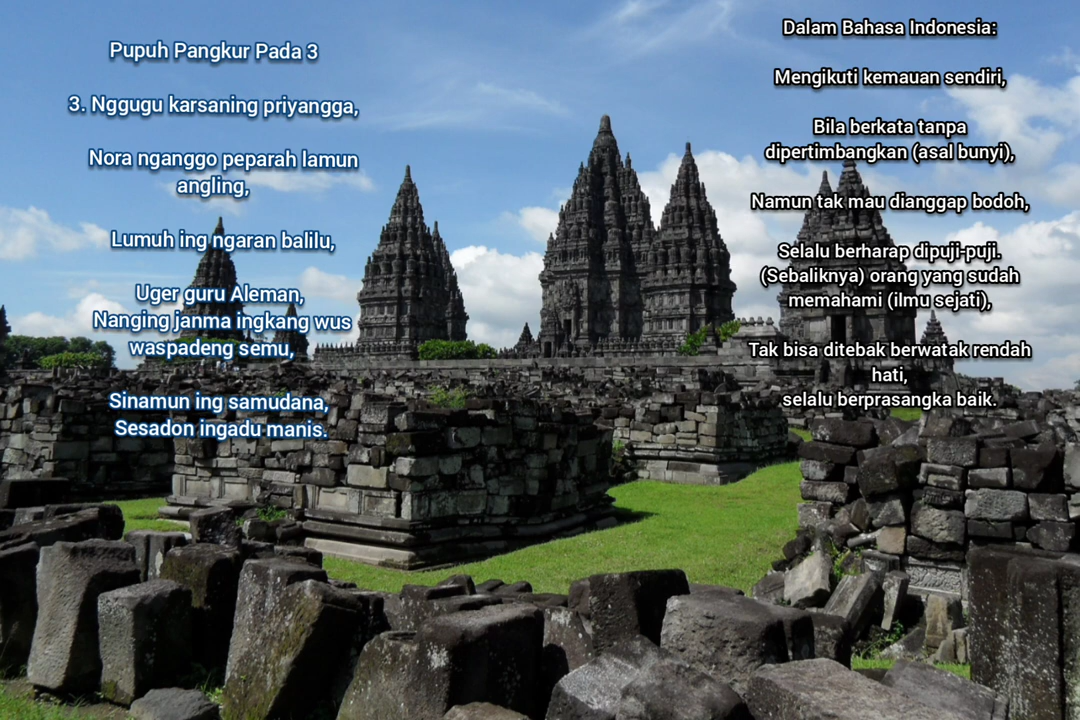 Pupuh Pangkur Pada 3
3. Nggugu karsaning priyangga,
Nora nganggo peparah lamun
angling,
Lumuh ing ngaran balilu,
Uger guru Aleman,
Nanging janma ingkang wus
waspadeng semu,
Sinamun ing samudana,
Sesadon ingadu manis.
Dalam Bahasa Indonesia:
Mengikuti kemauan sendiri,
Bila berkata tanpa
dipertimbangkan (asal bunyi),
Namun tak mau dianggap bodoh,
Selalu berharap dipuji-puji.
(Sebaliknya) orang yang sudah
memahami (ilmu sejati),
Tak bisa ditebak berwatak rendah
hati,
selalu berprasangka baik.